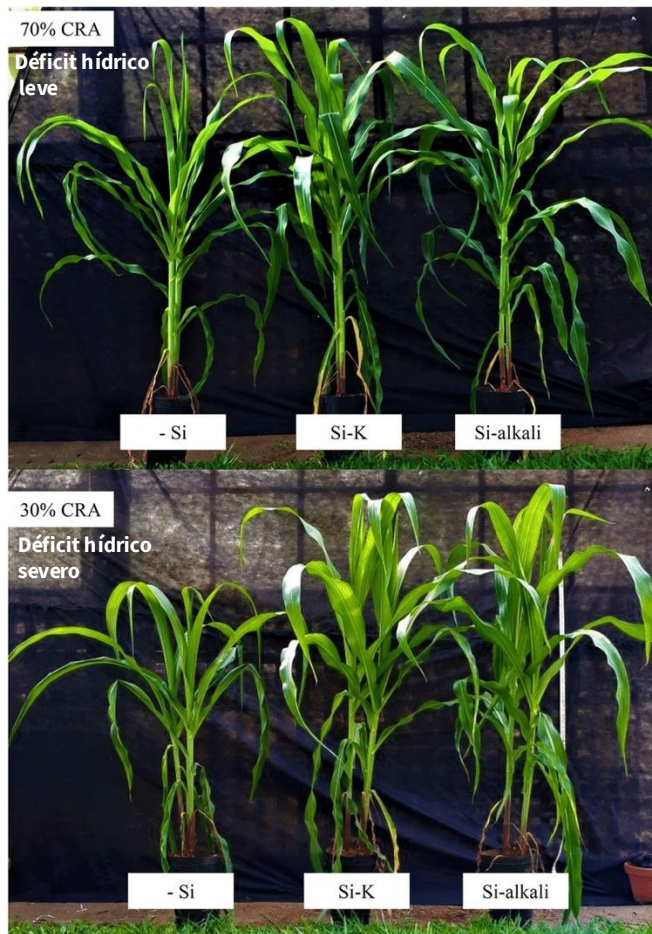 70% CRA
Déficit hídrico
leve
- Si
Si-K
Si-alkali
30% CRA
Déficit hídrico
severo
- Si
Si-K
Si-alkali